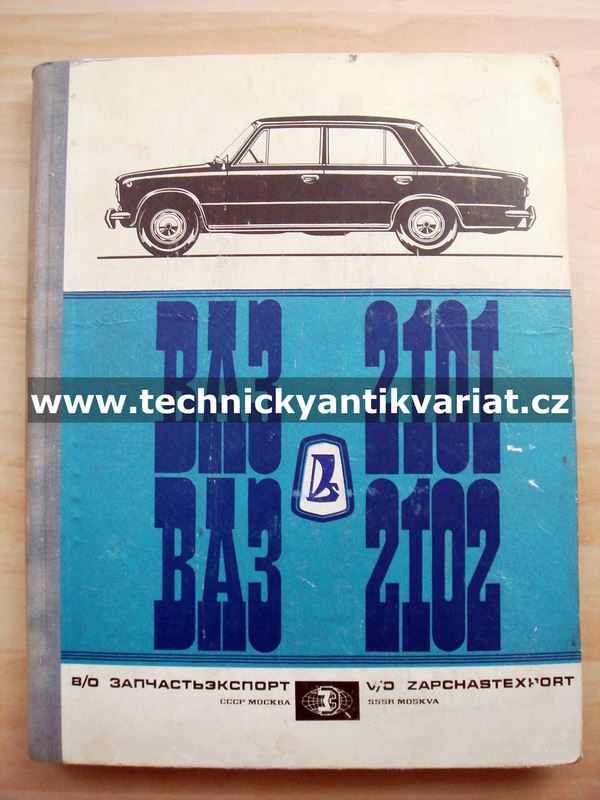 ВАЗ 2101
www.technickyantikvariat.cz
ВАЗ 2102
В/О ЗАПЧАСТЬЭКСПОРТ V/O ZAPCHASTEXPORT
СССР МОСКВА SSSR MOSKVA